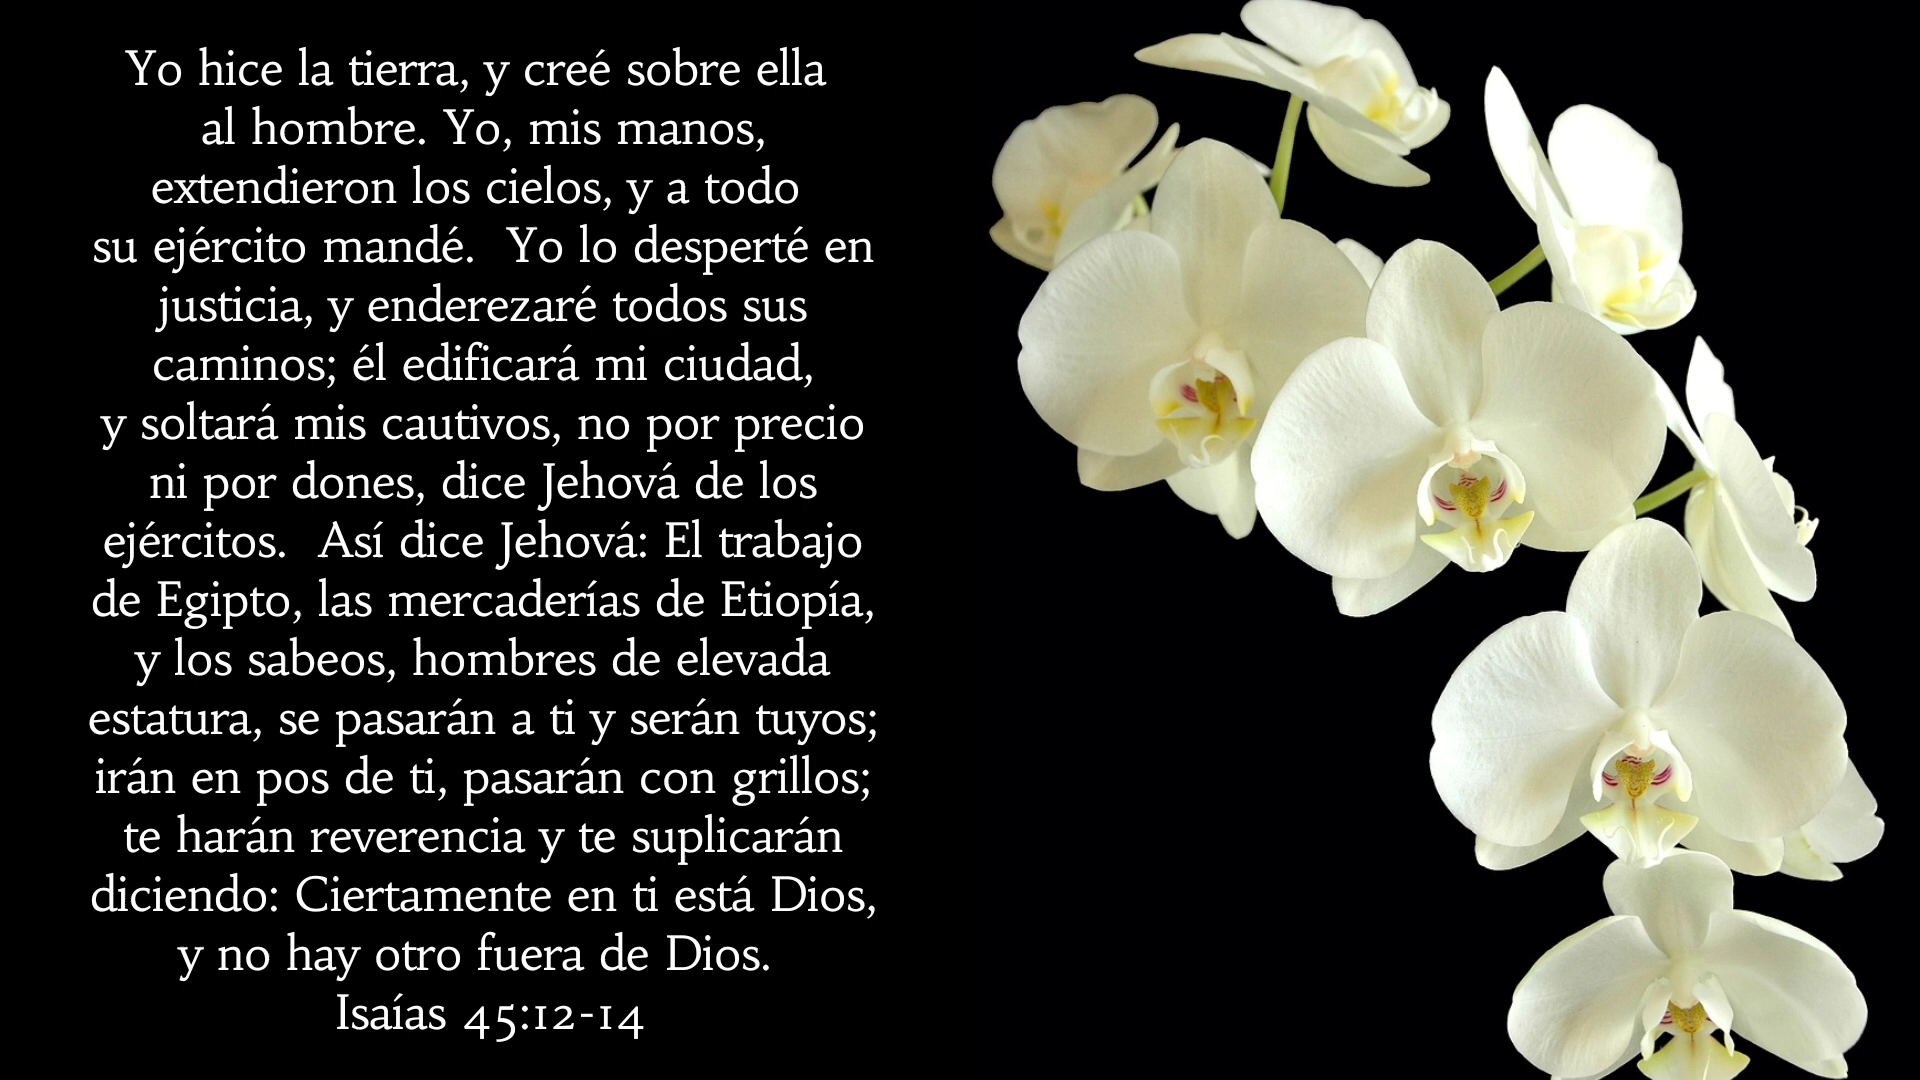 Yo hice la tierra, y creé sobre ella
al hombre. Yo, mis manos,
extendieron los cielos, y a todo
su ejército mandé.  Yo lo desperté en
justicia, y enderezaré todos sus
caminos; él edificará mi ciudad,
y soltará mis cautivos, no por precio
ni por dones, dice Jehová de los
ejércitos.  Así dice Jehová: El trabajo
de Egipto, las mercaderías de Etiopía,
y los sabeos, hombres de elevada
estatura, se pasarán a ti y serán tuyos;
irán en pos de ti, pasarán con grillos;
te harán reverencia y te suplicarán
diciendo: Ciertamente en ti está Dios,
y no hay otro fuera de Dios.
Isaías 45:12-14